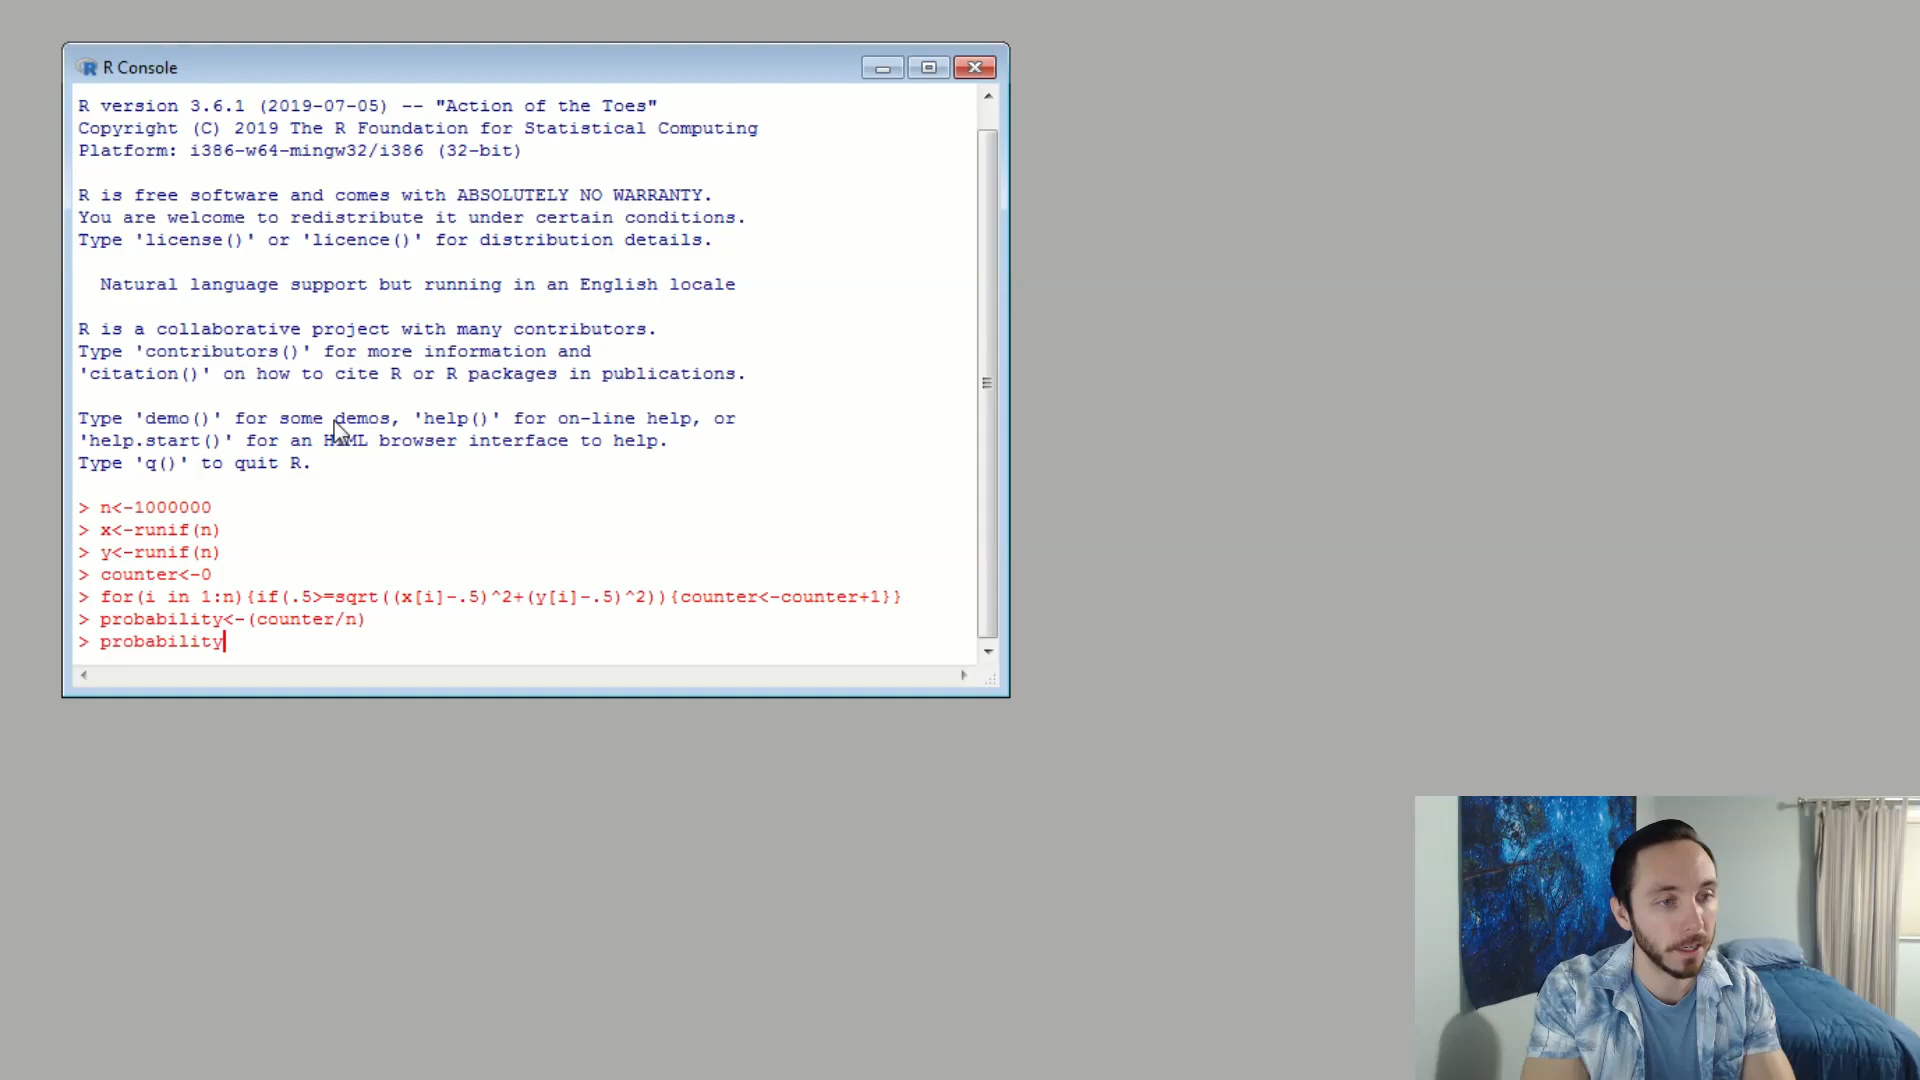 R Console
R version 3.6.1 (2019-07-05) -- "Action of the Toes"
Copyright (C) 2019 The R Foundation for Statistical Computing
Platform: i386-w64-mingw32/i386 (32-bit)
R is free software and comes with ABSOLUTELY NO WARRANTY.
You are welcome to redistribute it under certain conditions.
Type 'license()' or 'licence()' for distribution details.
Natural language support but running in an English locale
R is a collaborative project with many contributors.
Type 'contributors()' for more information and
'citation()' on how to cite R or R packages in publications.
Type 'demo()' for some demos, 'help()' for on-line help, or
'help.start()' for an HTML browser interface to help.
Type 'q()' to quit R.
> n<-1000000
> x<-runif(n)
> y<-runif(n)
> counter<-0
> for(i in 1:n){if(.5>=sqrt((x[i]-.5)^2+(y[i]-.5)^2)){counter<-counter+1}}
> probability<-(counter/n)
> probability